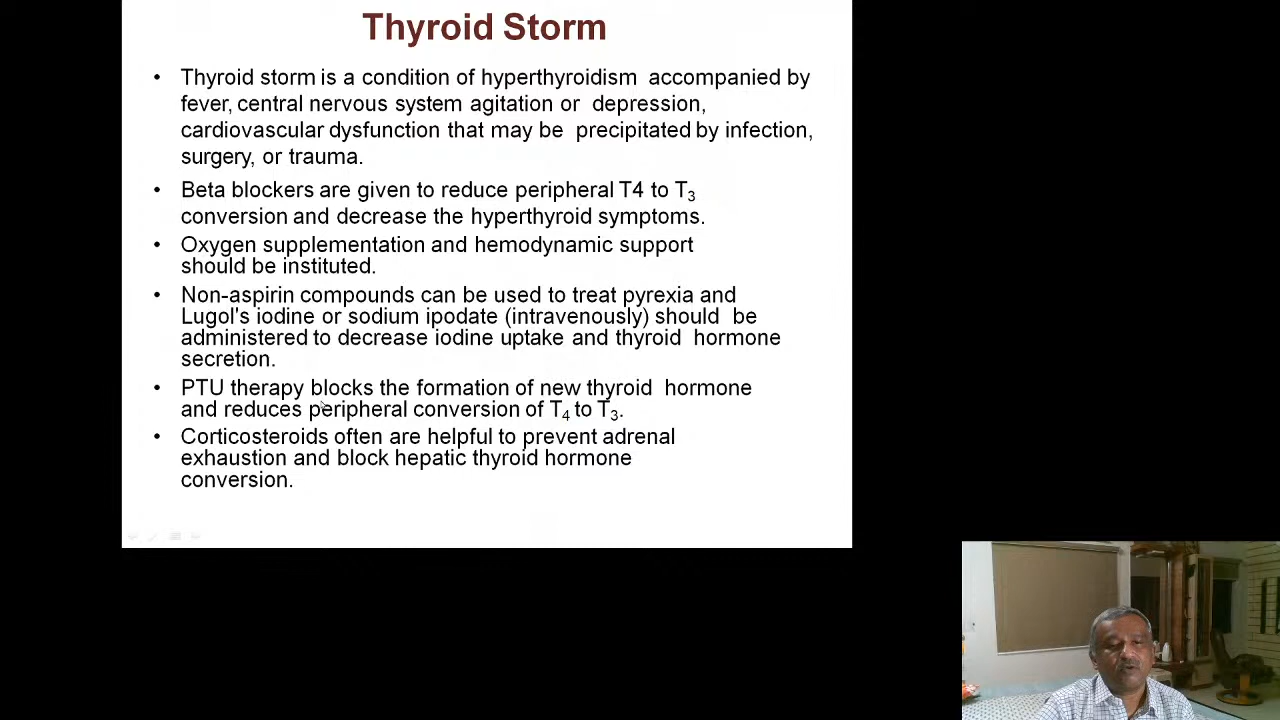 Thyroid Storm
• Thyroid storm is a condition of hyperthyroidism accompanied by
fever, central nervous system agitation or depression,
cardiovascular dysfunction that may be precipitated by infection,
surgery, or trauma.
• Beta blockers are given to reduce peripheral T4 to T₃
conversion and decrease the hyperthyroid symptoms.
• Oxygen supplementation and hemodynamic support
should be instituted.
• Non-aspirin compounds can be used to treat pyrexia and
Lugol's iodine or sodium ipodate (intravenously) should be
administered to decrease iodine uptake and thyroid hormone
secretion.
• PTU therapy blocks the formation of new thyroid hormone
and reduces peripheral conversion of T₄ to T₃.
• Corticosteroids often are helpful to prevent adrenal
exhaustion and block hepatic thyroid hormone
conversion.